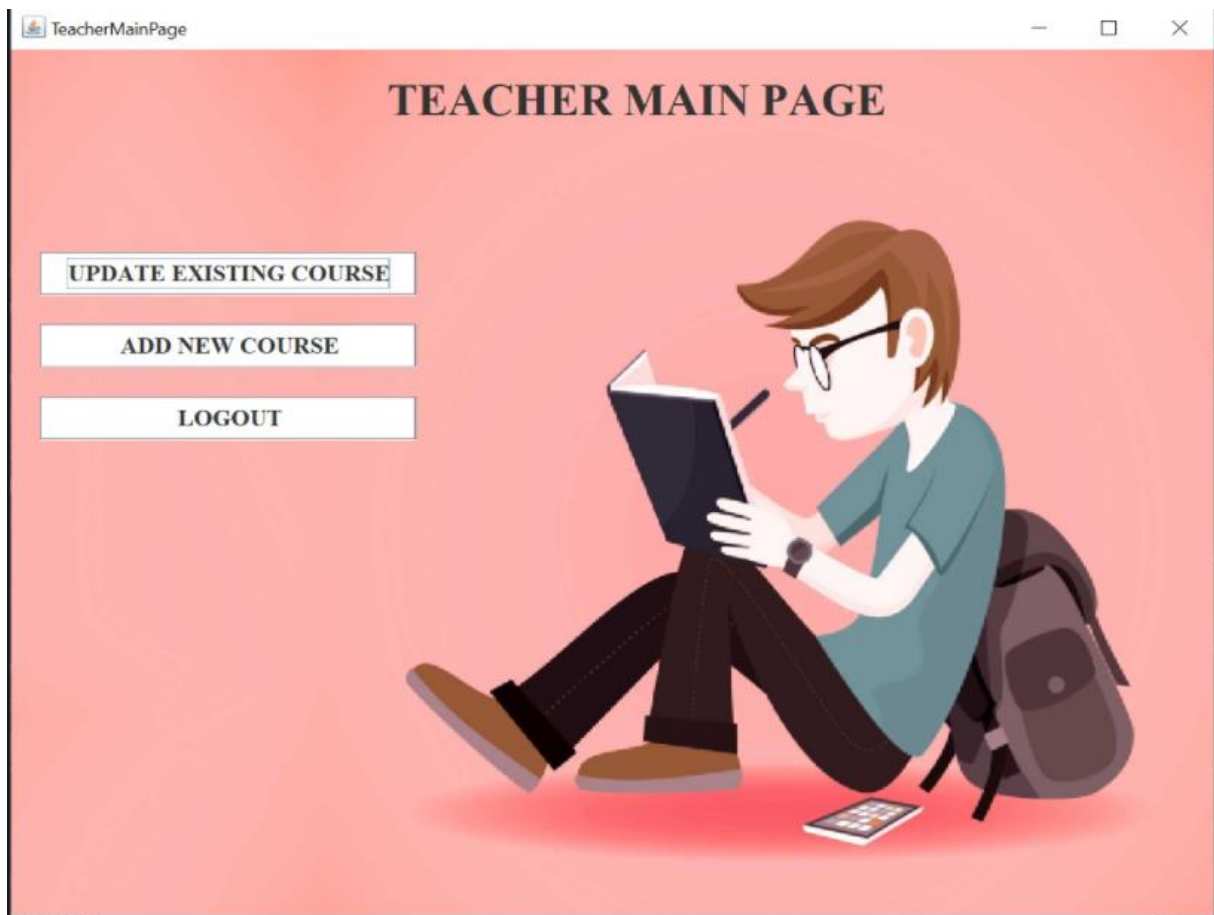 TeacherMainPage
TEACHER MAIN PAGE
UPDATE EXISTING COURSE
ADD NEW COURSE
LOGOUT